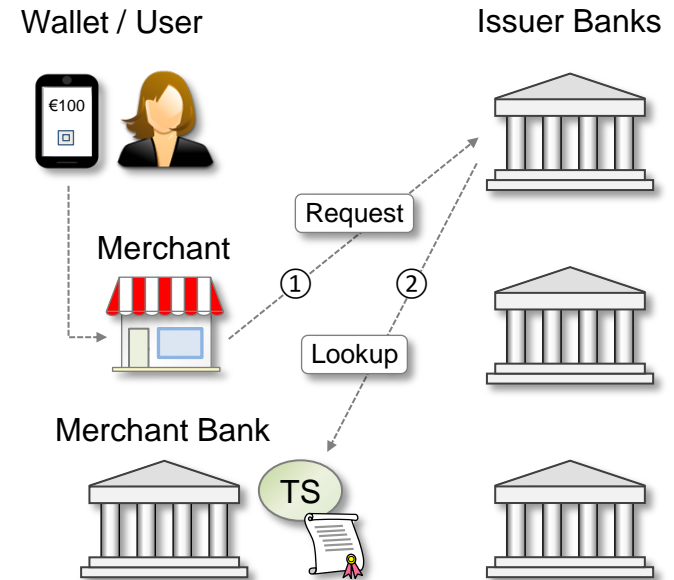 Wallet / User
Issuer Banks
€100
Request
Merchant
①
②
Lookup
Merchant Bank
TS